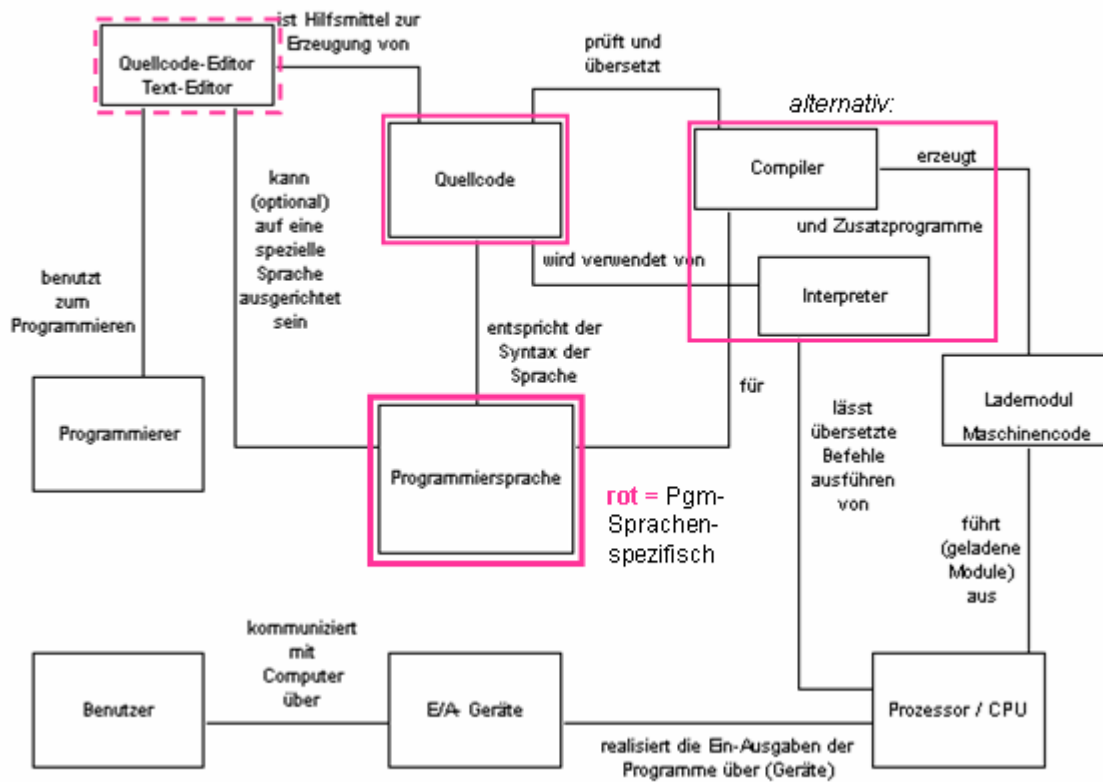 ist Hilfsmittel zur
Erzeugung von
Quellcode-Editor
Text-Editor
prüft und
übersetzt
alternativ:
Quellcode
Compiler
erzeugt
kann
(optional)
auf eine
spezielle
Sprache
ausgerichtet
sein
und Zusatzprogramme
wird verwendet von
Interpreter
benutzt
zum
Programmieren
entspricht der
Syntax der
Sprache
für
lässt
übersetzte
Befehle
ausführen
von
Lademodul
Maschinencode
Programmierer
Programmiersprache
rot = Pgm-
Sprachen-
spezifisch
führt
(geladene
Module)
aus
kommuniziert
mit
Computer
über
Benutzer
E/A- Geräte
Prozessor / CPU
realisiert die Ein-Ausgaben der
Programme über (Geräte)